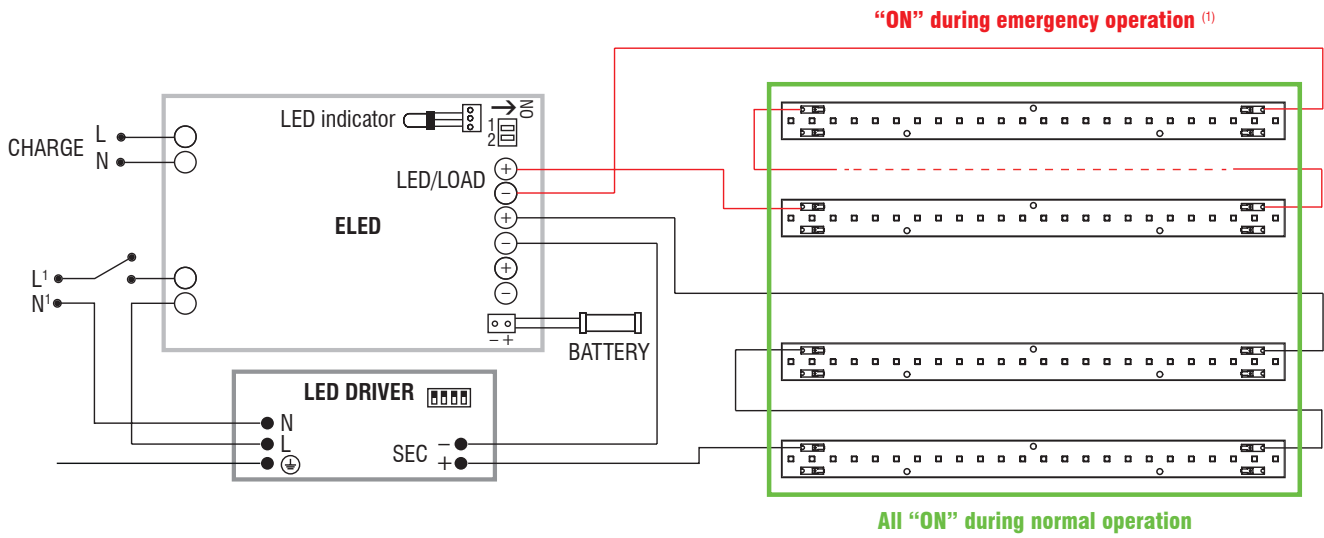 “ON” during emergency operation (1)
LED indicator
ON
1
2
CHARGE
L
N
LED/LOAD
+
−
+
−
+
−
ELED
L¹
N¹
− +
BATTERY
LED DRIVER
N
L
SEC
−
+
All “ON” during normal operation